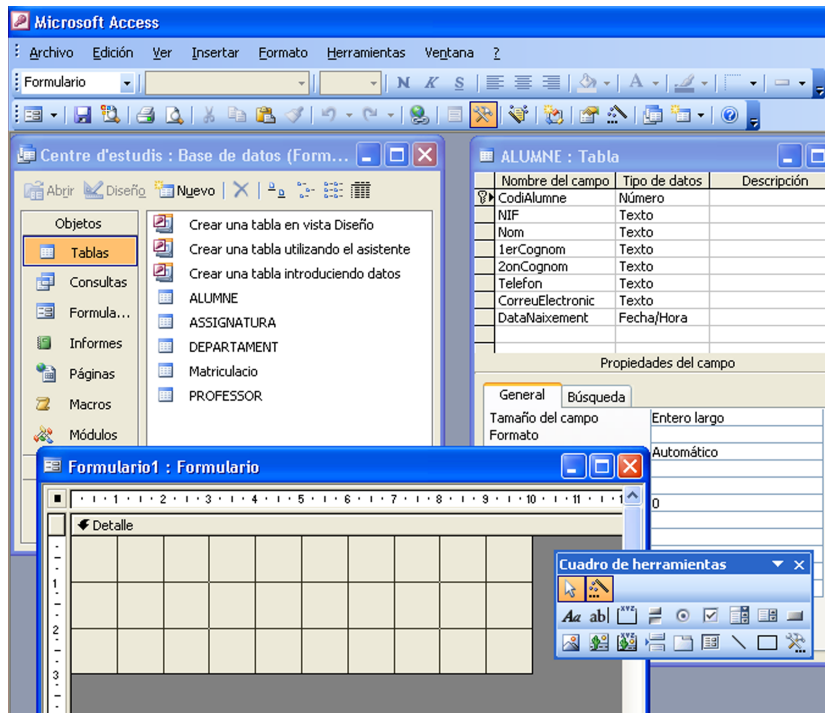 Microsoft Access
Archivo Edición Ver Insertar Formato Herramientas Ventana ?
Formulario N K S A
Centre d'estudis : Base de datos (Form...
Abrir Diseño Nuevo
Objetos
Tablas
Consultas
Formula...
Informes
Páginas
Macros
Módulos
Crear una tabla en vista Diseño
Crear una tabla utilizando el asistente
Crear una tabla introduciendo datos
ALUMNE
ASSIGNATURA
DEPARTAMENT
Matriculacio
PROFESSOR
ALUMNE : Tabla
Nombre del campo Tipo de datos Descripción
CodiAlumne Número
NIF Texto
Nom Texto
1erCognom Texto
2onCognom Texto
Telefon Texto
CorreuElectronic Texto
DataNaixement Fecha/Hora
Propiedades del campo
General Búsqueda
Tamaño del campo Entero largo
Formato
Automático
0
Formulario1 : Formulario
1 2 3 4 5 6 7 8 9 10 11 1
Detalle
1
2
3
Cuadro de herramientas
Aa ab XYZ
XYZ